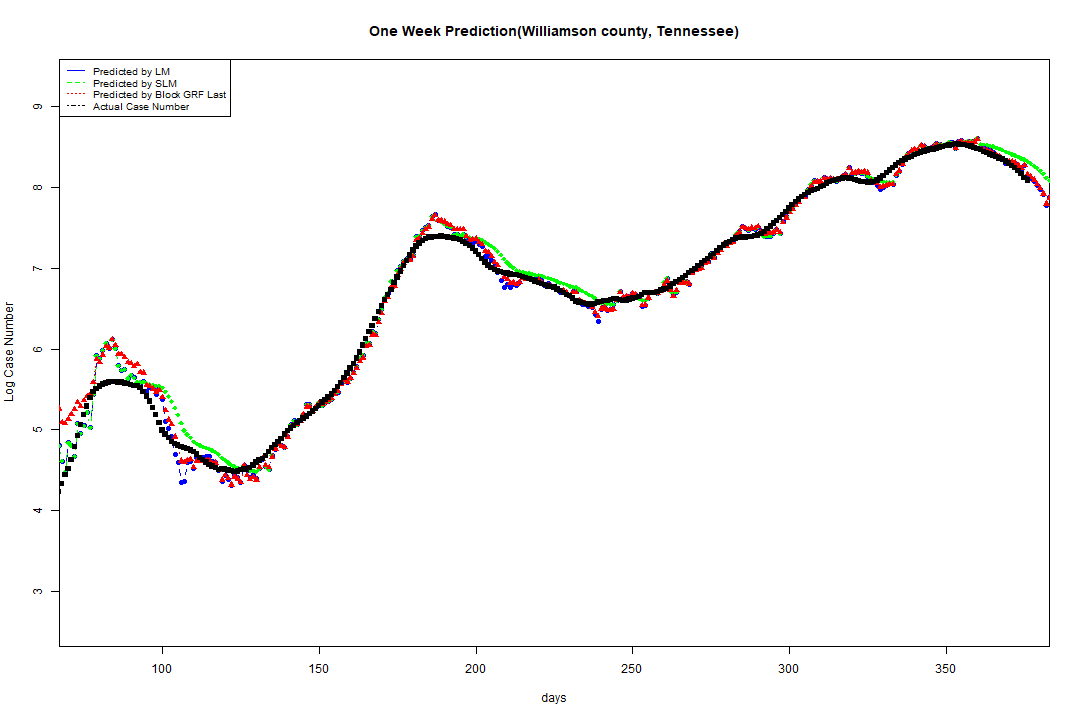 One Week Prediction(Williamson county, Tennessee)
Predicted by LM
Predicted by SLM
Predicted by Block GRF Last
Actual Case Number
9
8
7
6
5
4
3
Log Case Number
100 150 200 250 300 350
days